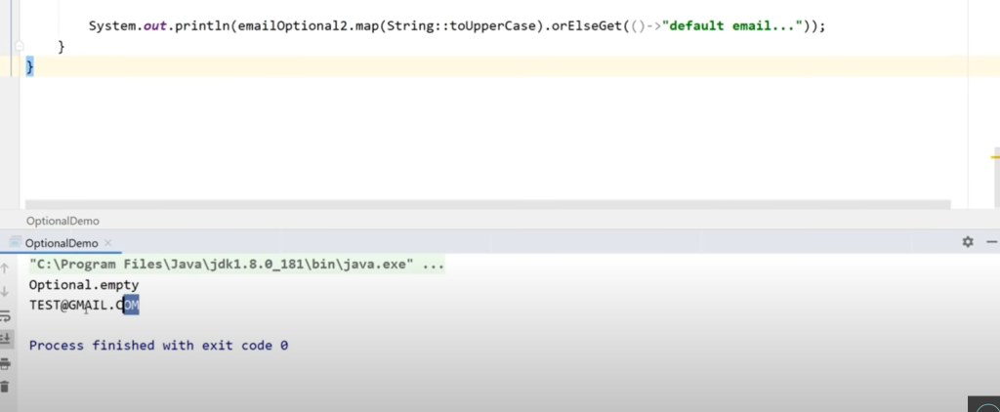 System.out.println(emailOptional2.map(String::toUpperCase).orElseGet(()->"default email..."));
}
}
OptionalDemo
OptionalDemo ×
"C:\Program Files\Java\jdk1.8.0_181\bin\java.exe" ...
Optional.empty
TEST@GMAIL.COM
Process finished with exit code 0